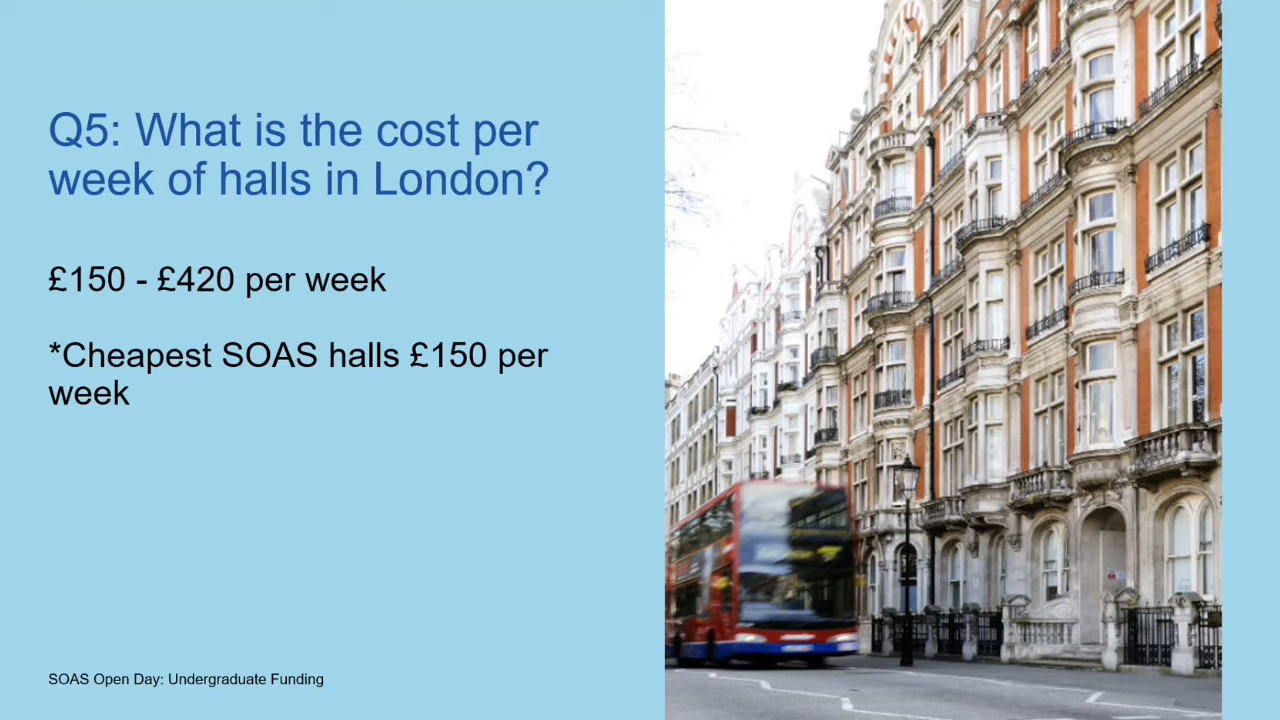 Q5: What is the cost per
week of halls in London?
£150 - £420 per week
*Cheapest SOAS halls £150 per
week
SOAS Open Day: Undergraduate Funding